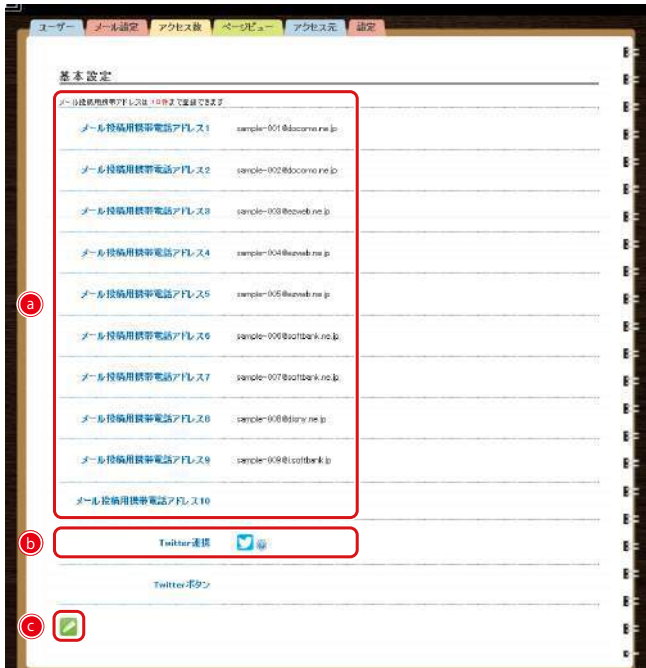 ユーザー メール設定 アクセス数 ページビュー アクセス元 設定
基本設定
メール投稿用携帯アドレスは10件まで登録できます
メール投稿用携帯電話アドレス1 sample-001@docomo.ne.jp
メール投稿用携帯電話アドレス2 sample-002@docomo.ne.jp
メール投稿用携帯電話アドレス3 sample-003@ezweb.ne.jp
メール投稿用携帯電話アドレス4 sample-004@ezweb.ne.jp
a メール投稿用携帯電話アドレス5 sample-005@ezweb.ne.jp
メール投稿用携帯電話アドレス6 sample-006@softbank.ne.jp
メール投稿用携帯電話アドレス7 sample-007@softbank.ne.jp
メール投稿用携帯電話アドレス8 sample-008@disny.ne.jp
メール投稿用携帯電話アドレス9 sample-009@i.softbank.jp
メール投稿用携帯電話アドレス10
b Twitter連携
Twitterボタン
c